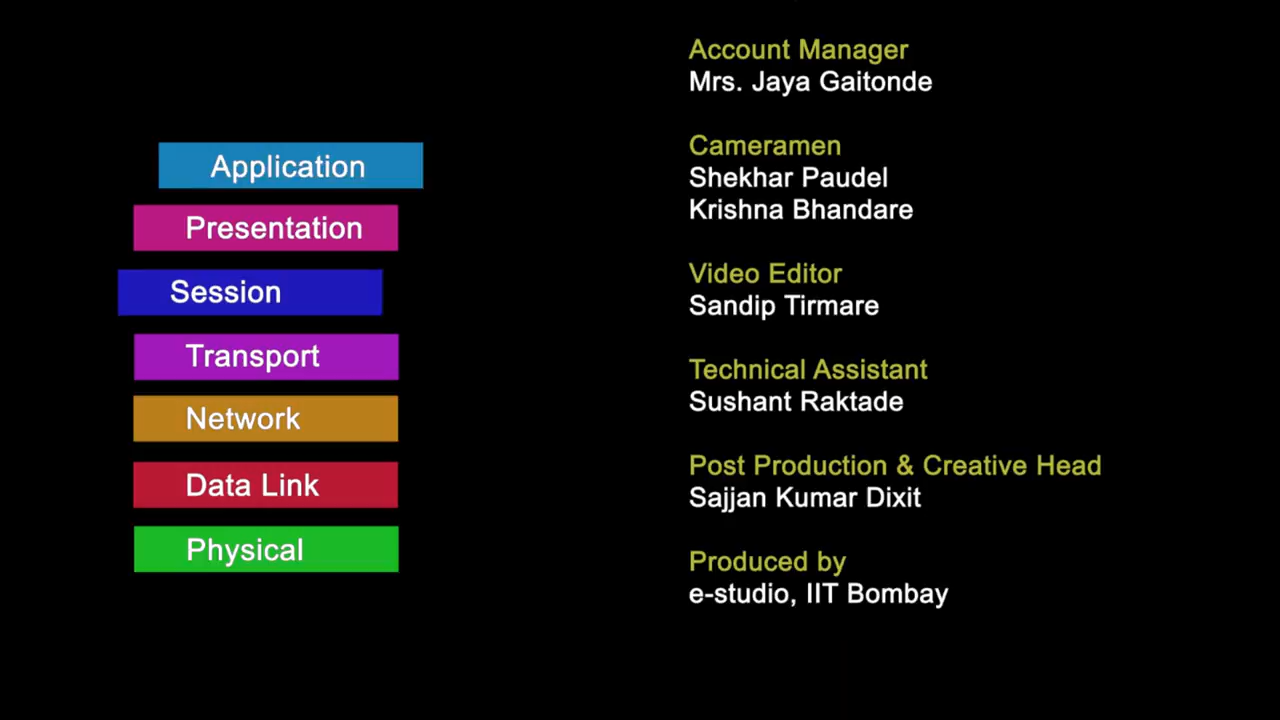 Application
Presentation
Session
Transport
Network
Data Link
Physical
Account Manager
Mrs. Jaya Gaitonde
Cameramen
Shekhar Paudel
Krishna Bhandare
Video Editor
Sandip Tirmare
Technical Assistant
Sushant Raktade
Post Production & Creative Head
Sajjan Kumar Dixit
Produced by
e-studio, IIT Bombay